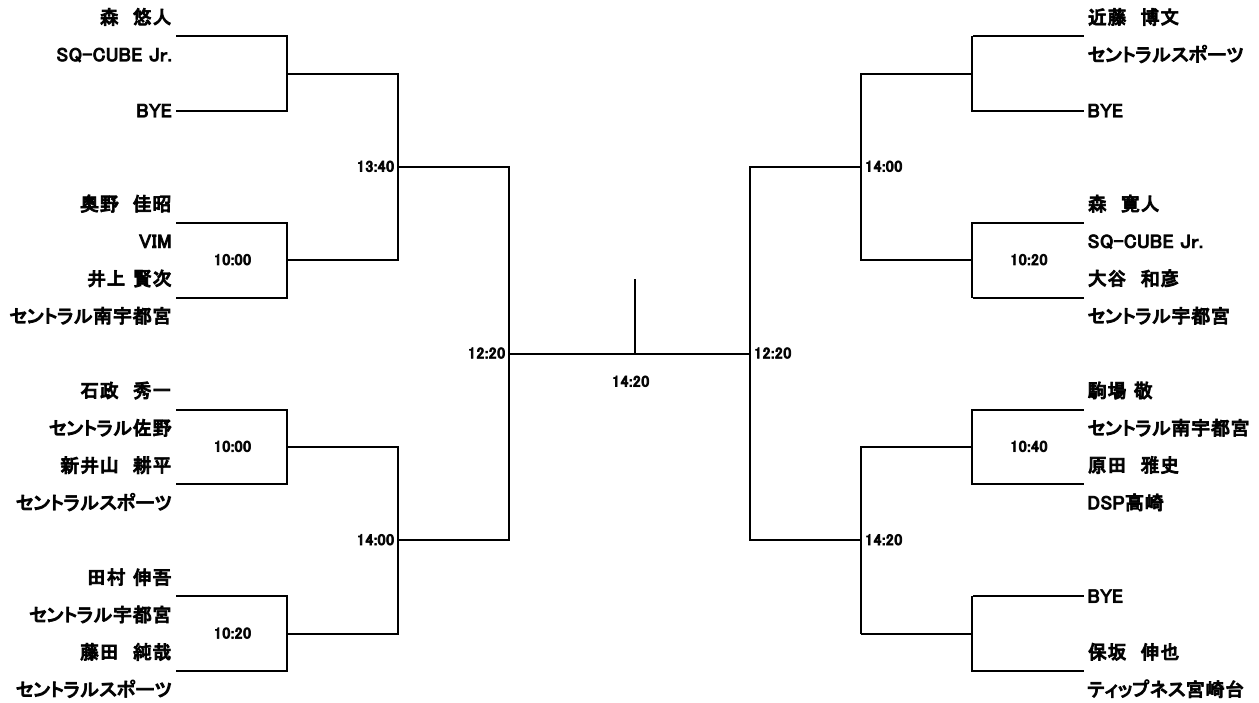 森 悠人
SQ-CUBE Jr.
BYE
13:40
奥野 佳昭
VIM
10:00
井上 賢次
セントラル南宇都宮
12:20
石政 秀一
セントラル佐野
10:00
新井山 耕平
セントラルスポーツ
14:00
田村 伸吾
セントラル宇都宮
10:20
藤田 純哉
セントラルスポーツ
14:20
近藤 博文
セントラルスポーツ
BYE
14:00
森 寛人
SQ-CUBE Jr.
10:20
大谷 和彦
セントラル宇都宮
12:20
駒場 敬
セントラル南宇都宮
10:40
原田 雅史
DSP高崎
14:20
BYE
保坂 伸也
ティップネス宮崎台